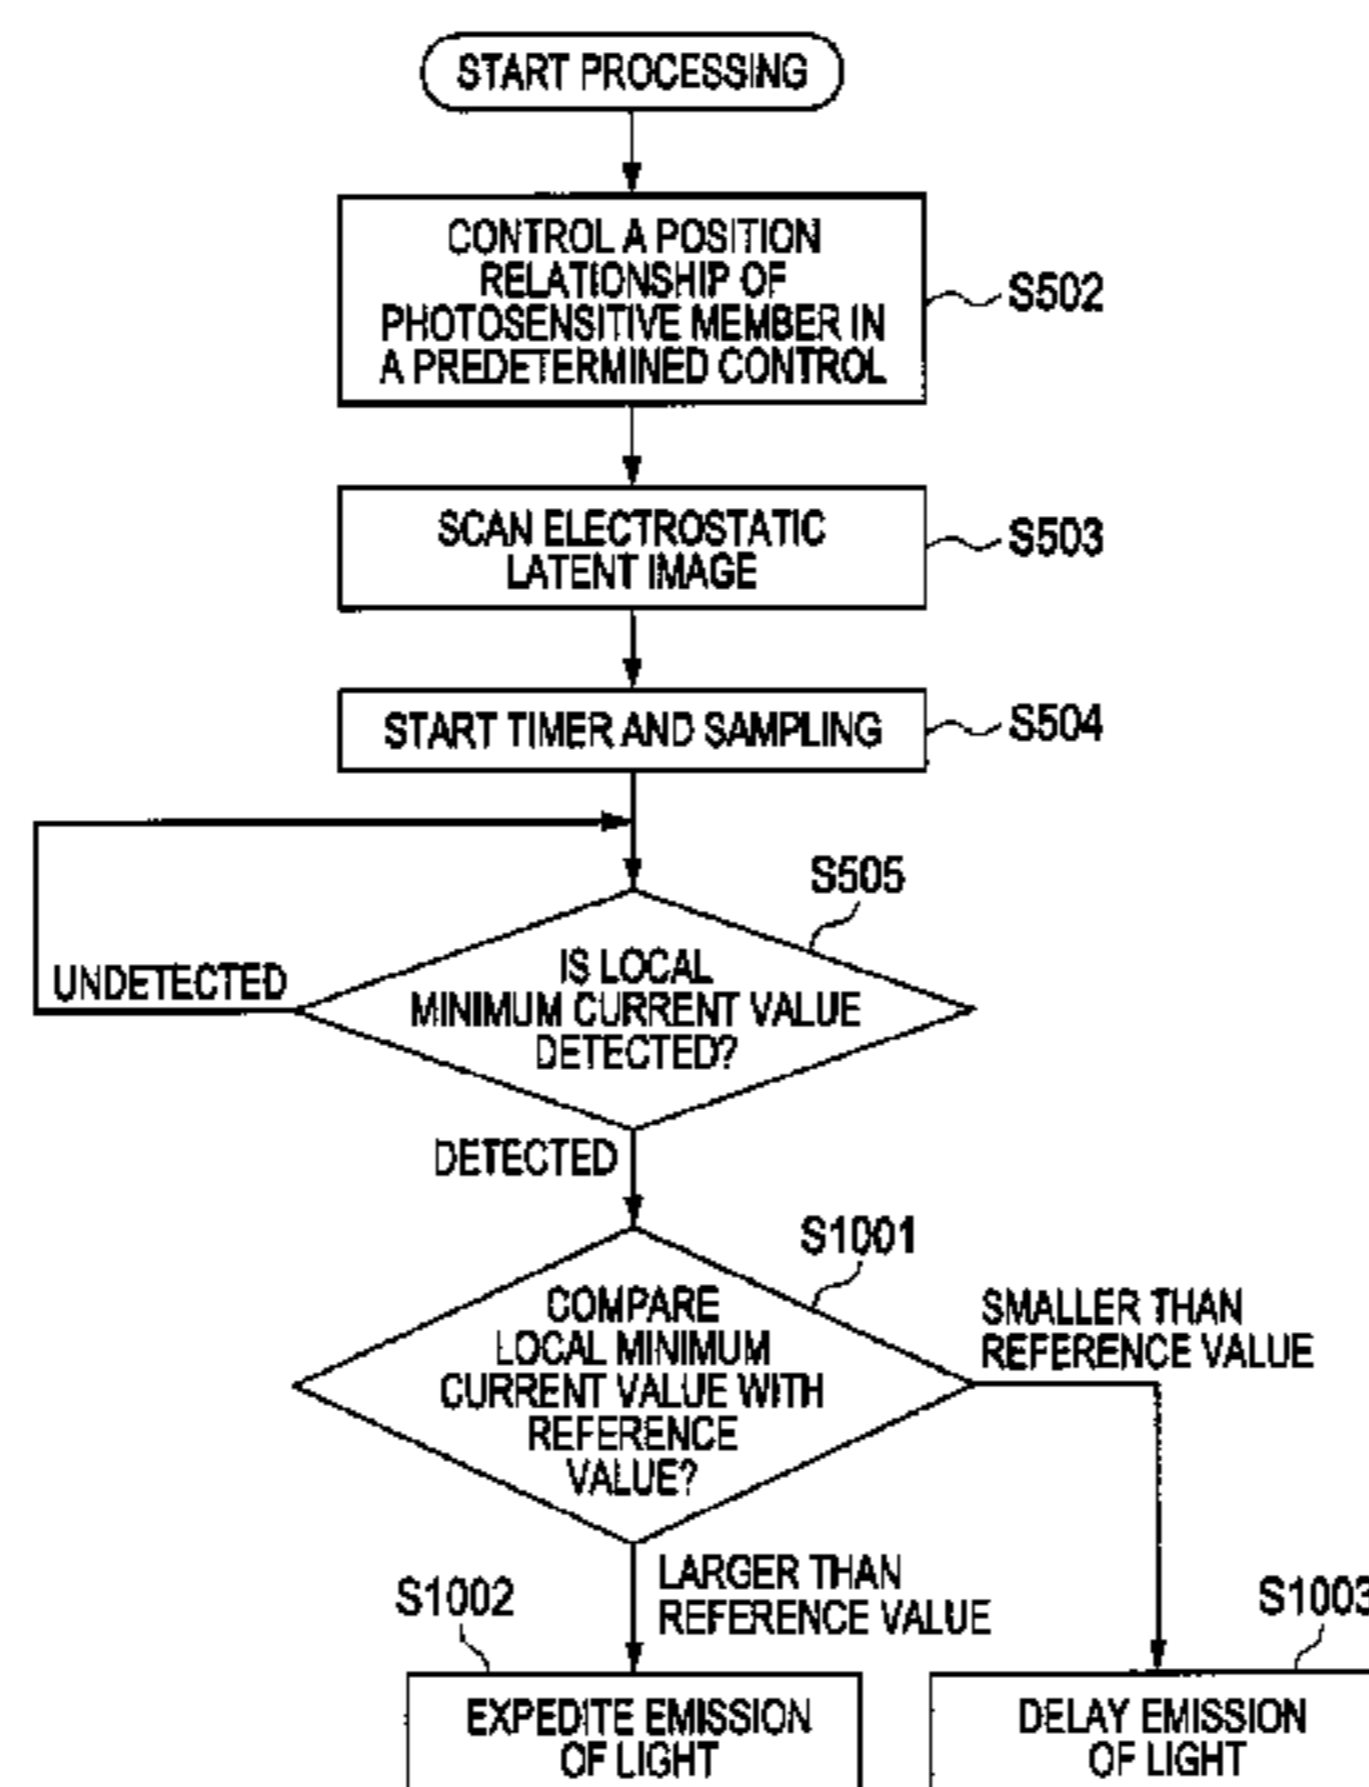 START PROCESSING
CONTROL A POSITION
RELATIONSHIP OF
PHOTOSENSITIVE MEMBER IN
A PREDETERMINED CONTROL
S502
SCAN ELECTROSTATIC
LATENT IMAGE
S503
START TIMER AND SAMPLING
S504
S505
IS LOCAL
MINIMUM CURRENT VALUE
DETECTED?
UNDETECTED
DETECTED
S1001
COMPARE
LOCAL MINIMUM
CURRENT VALUE WITH
REFERENCE
VALUE?
SMALLER THAN
REFERENCE VALUE
LARGER THAN
REFERENCE VALUE
S1002
EXPEDITE EMISSION
OF LIGHT
S1003
DELAY EMISSION
OF LIGHT